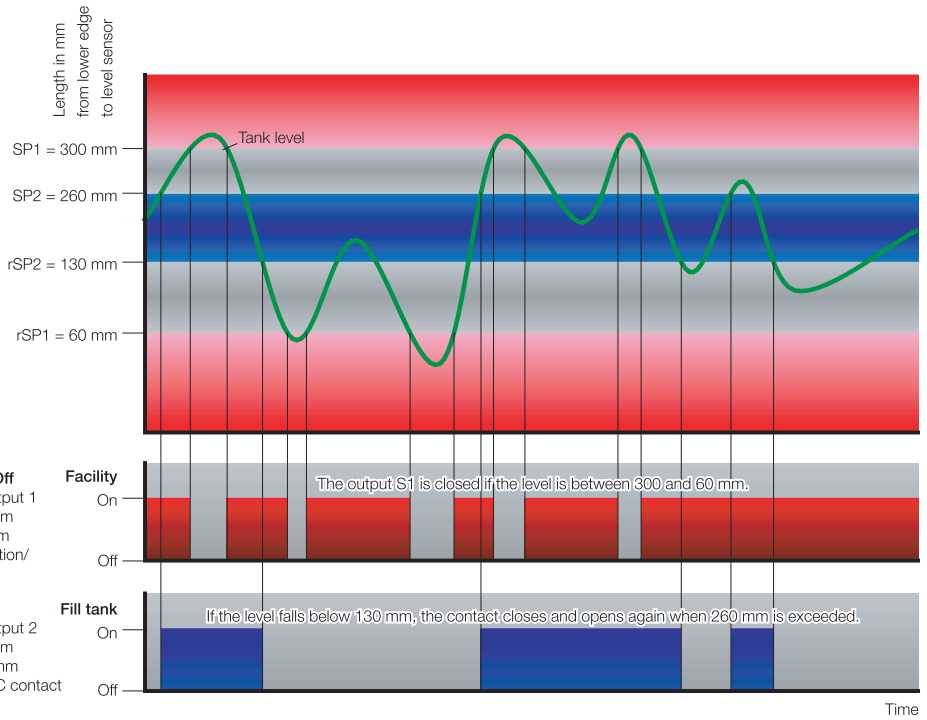 Length in mm
from lower edge
to level sensor
Tank level
SP1 = 300 mm
SP2 = 260 mm
rSP2 = 130 mm
rSP1 = 60 mm
Off
Facility
The output S1 is closed if the level is between 300 and 60 mm.
tput 1
On
m
m
tion/
Off
Fill tank
If the level falls below 130 mm, the contact closes and opens again when 260 mm is exceeded.
tput 2
On
m
nm
C contact
Off
Time